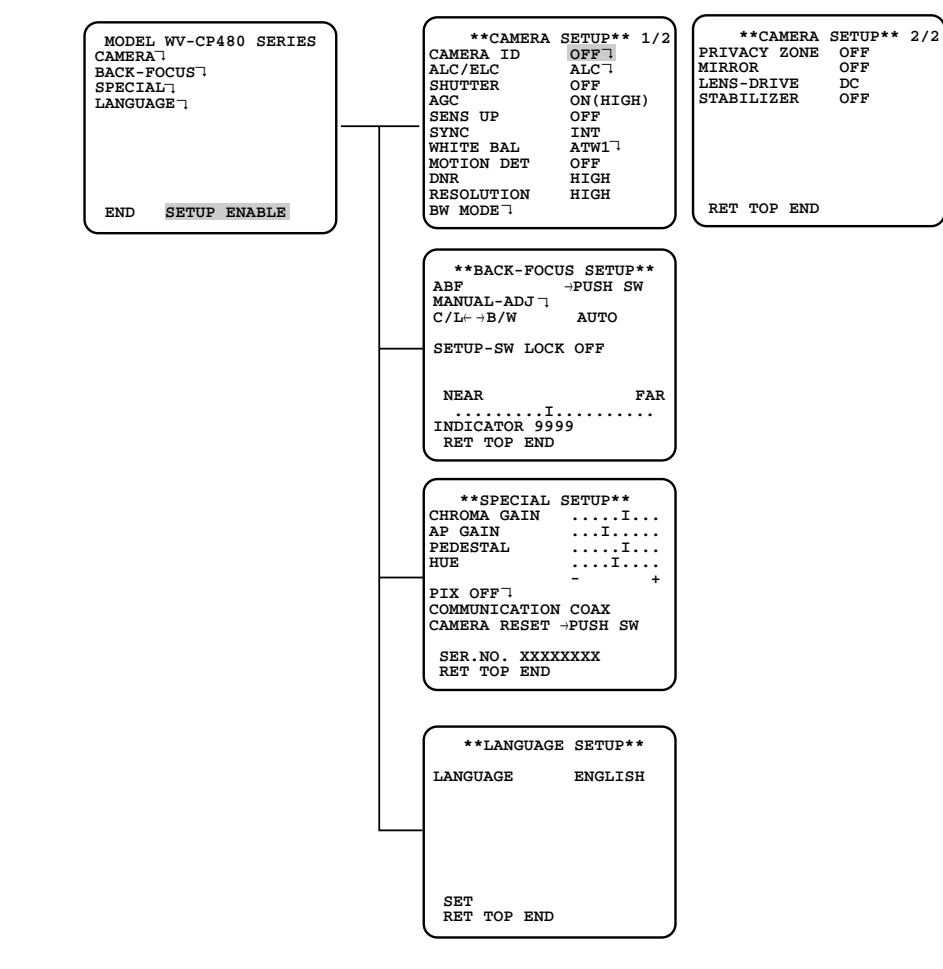 MODEL WV-CP480 SERIES
CAMERA↴
BACK-FOCUS↴
SPECIAL↴
LANGUAGE↴
END SETUP ENABLE
**CAMERA SETUP** 1/2
CAMERA ID OFF↴
ALC/ELC ALC↴
SHUTTER OFF
AGC ON(HIGH)
SENS UP OFF
SYNC INT
WHITE BAL ATW1↴
MOTION DET OFF
DNR HIGH
RESOLUTION HIGH
BW MODE↴
**CAMERA SETUP** 2/2
PRIVACY ZONE OFF
MIRROR OFF
LENS-DRIVE DC
STABILIZER OFF
RET TOP END
**BACK-FOCUS SETUP**
ABF →PUSH SW
MANUAL-ADJ↴
C/L←→B/W AUTO
SETUP-SW LOCK OFF
NEAR FAR
.........I..........
INDICATOR 9999
RET TOP END
**SPECIAL SETUP**
CHROMA GAIN .....I...
AP GAIN ...I.....
PEDESTAL .....I...
HUE ....I....
- +
PIX OFF↴
COMMUNICATION COAX
CAMERA RESET →PUSH SW
SER.NO. XXXXXXXX
RET TOP END
**LANGUAGE SETUP**
LANGUAGE ENGLISH
SET
RET TOP END